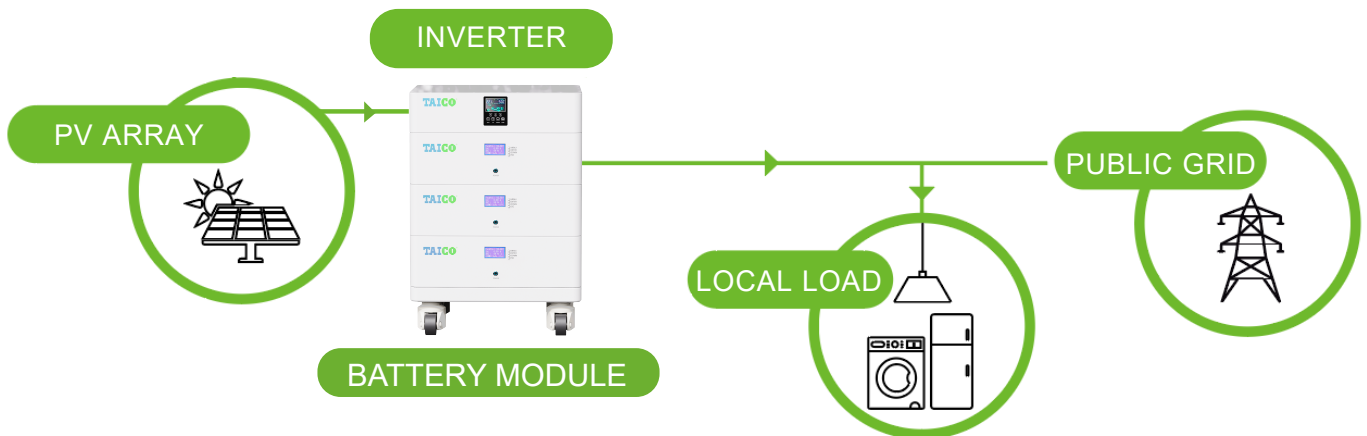 INVERTER
PV ARRAY
TAICO
TAICO
TAICO
TAICO
PUBLIC GRID
LOCAL LOAD
BATTERY MODULE